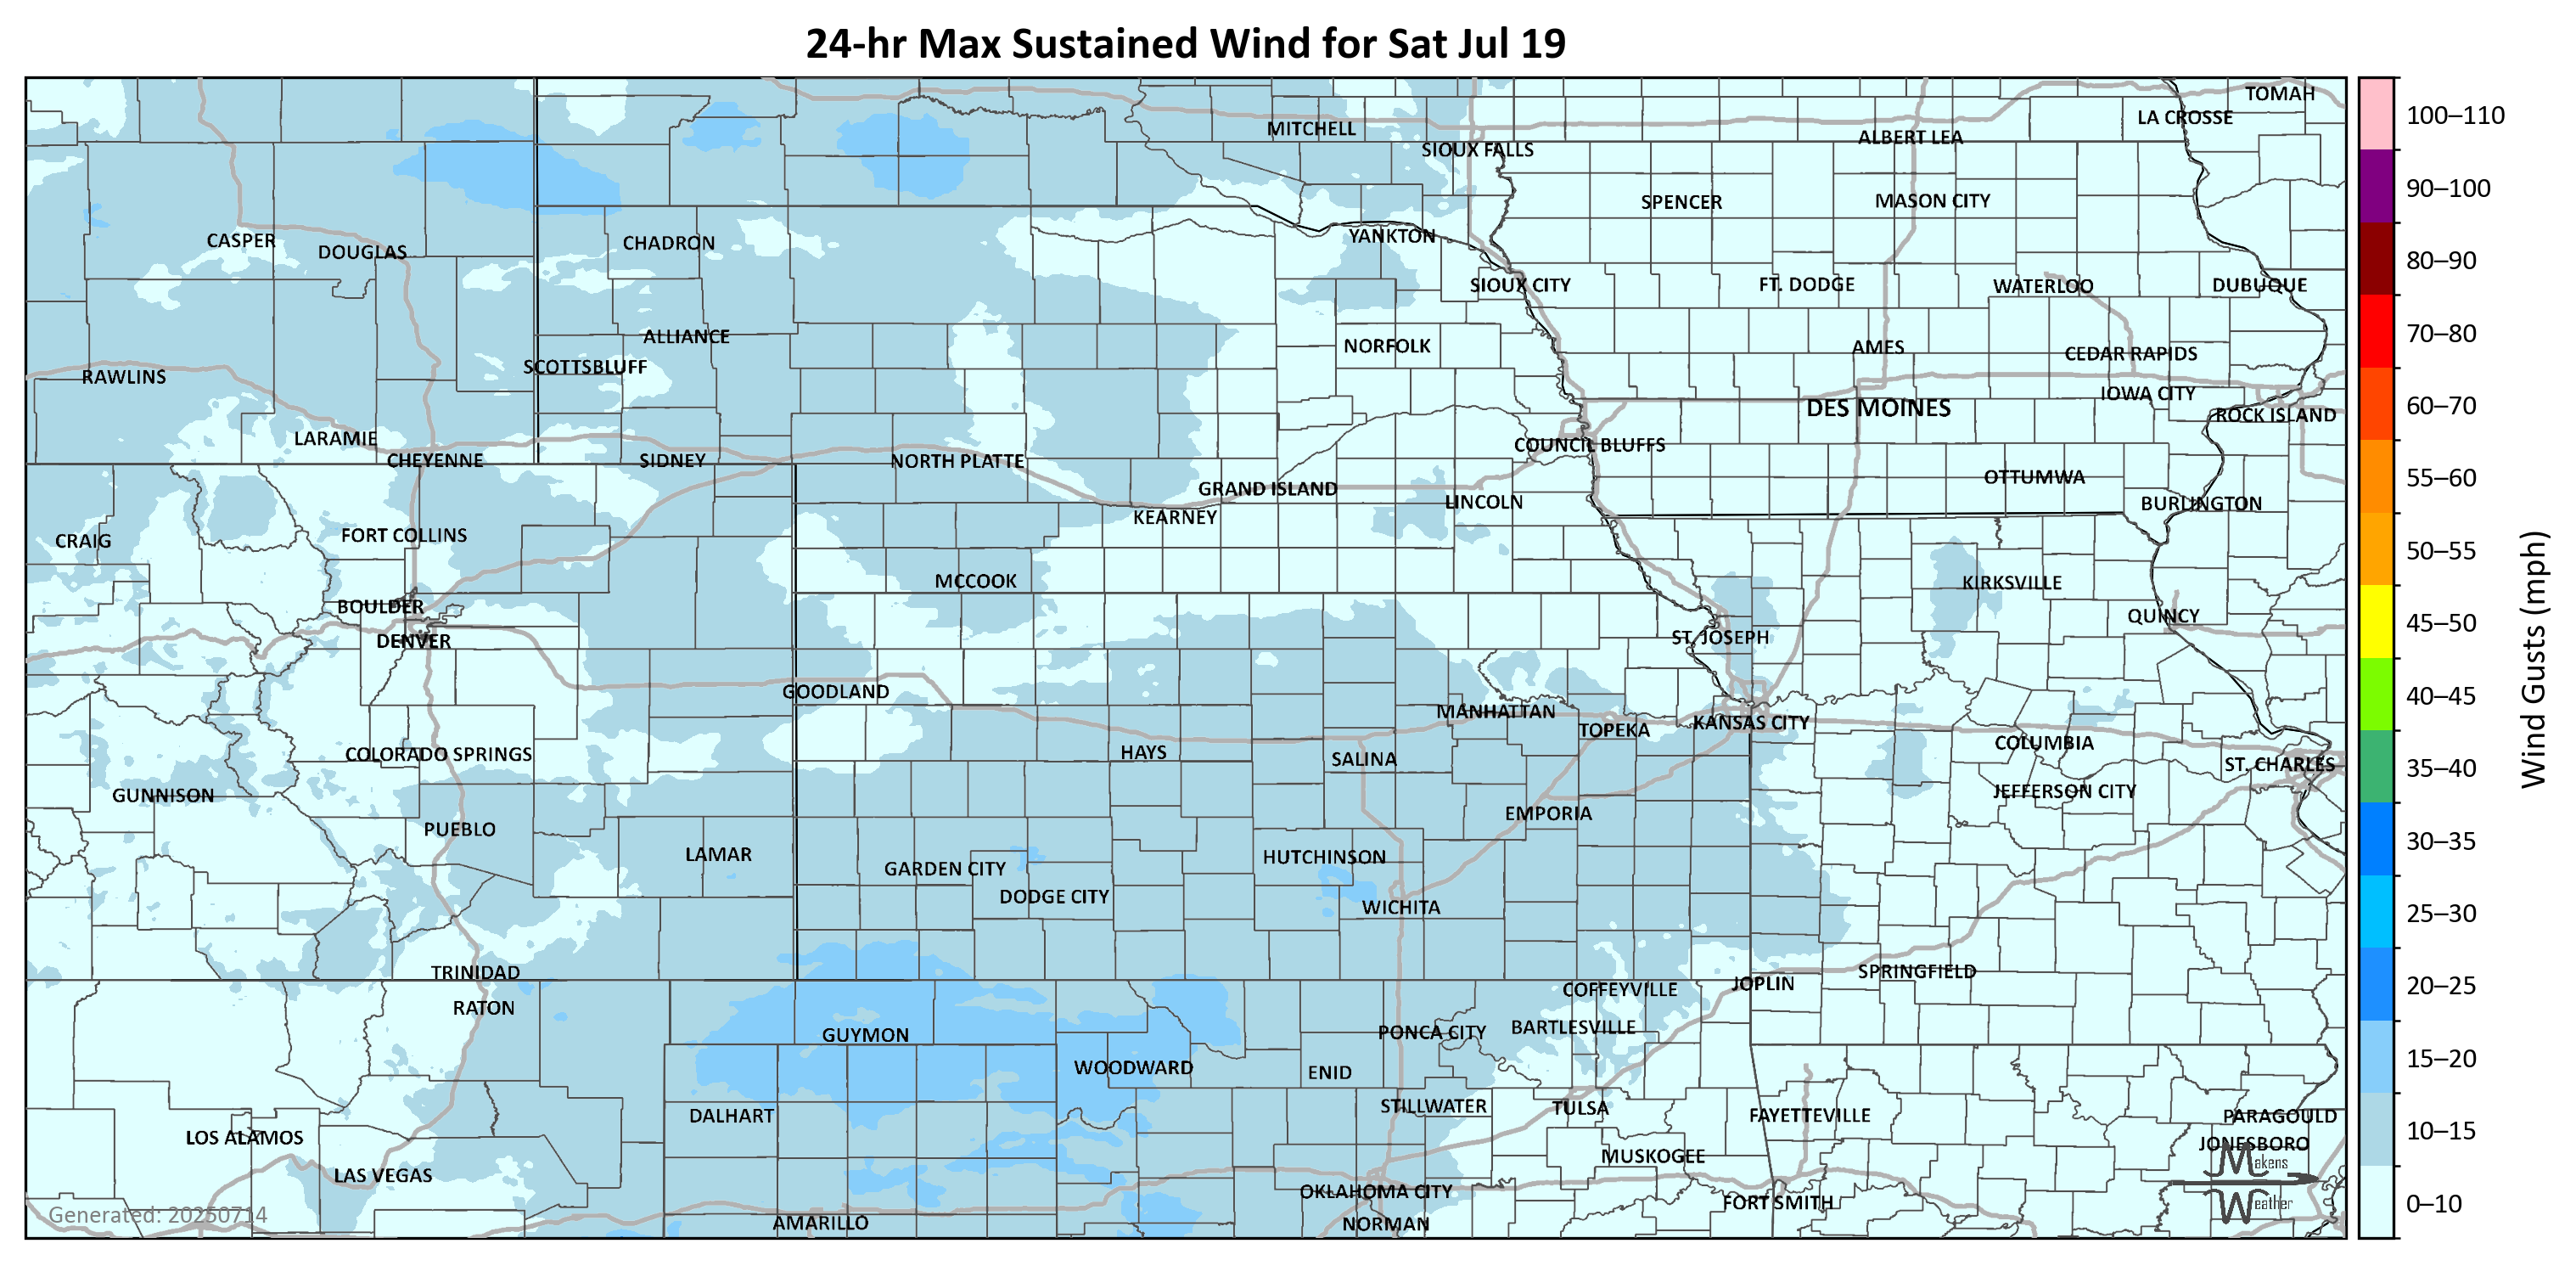 24-hr Max Sustained Wind for Sat Jul 19
TOMAH
LA CROSSE
MITCHELL
ALBERT LEA
SIOUX FALLS
SPENCER
MASON CITY
CASPER
DOUGLAS
CHADRON
YANKTON
SIOUX CITY
FT. DODGE
WATERLOO
DUBUQUE
ALLIANCE
NORFOLK
AMES
CEDAR RAPIDS
SCOTTSBLUFF
RAWLINS
IOWA CITY
DES MOINES
ROCK ISLAND
LARAMIE
COUNCIL BLUFFS
CHEYENNE
SIDNEY
NORTH PLATTE
OTTUMWA
GRAND ISLAND
LINCOLN
BURLINGTON
KEARNEY
FORT COLLINS
CRAIG
MCCOOK
KIRKSVILLE
BOULDER
QUINCY
DENVER
ST. JOSEPH
GOODLAND
MANHATTAN
TOPEKA
KANSAS CITY
COLUMBIA
COLORADO SPRINGS
HAYS
SALINA
ST. CHARLES
GUNNISON
JEFFERSON CITY
EMPORIA
PUEBLO
LAMAR
HUTCHINSON
GARDEN CITY
DODGE CITY
WICHITA
TRINIDAD
SPRINGFIELD
JOPLIN
COFFEYVILLE
RATON
GUYMON
PONCA CITY
BARTLESVILLE
WOODWARD
ENID
DALHART
STILLWATER
TULSA
FAYETTEVILLE
PARAGOULD
LOS ALAMOS
JONESBORO
MUSKOGEE
LAS VEGAS
OKLAHOMA CITY
FORT SMITH
AMARILLO
NORMAN
Generated: 20250714
Makens
Weather
100–110
90–100
80–90
70–80
60–70
55–60
50–55
45–50
40–45
35–40
30–35
25–30
20–25
15–20
10–15
0–10
Wind Gusts (mph)